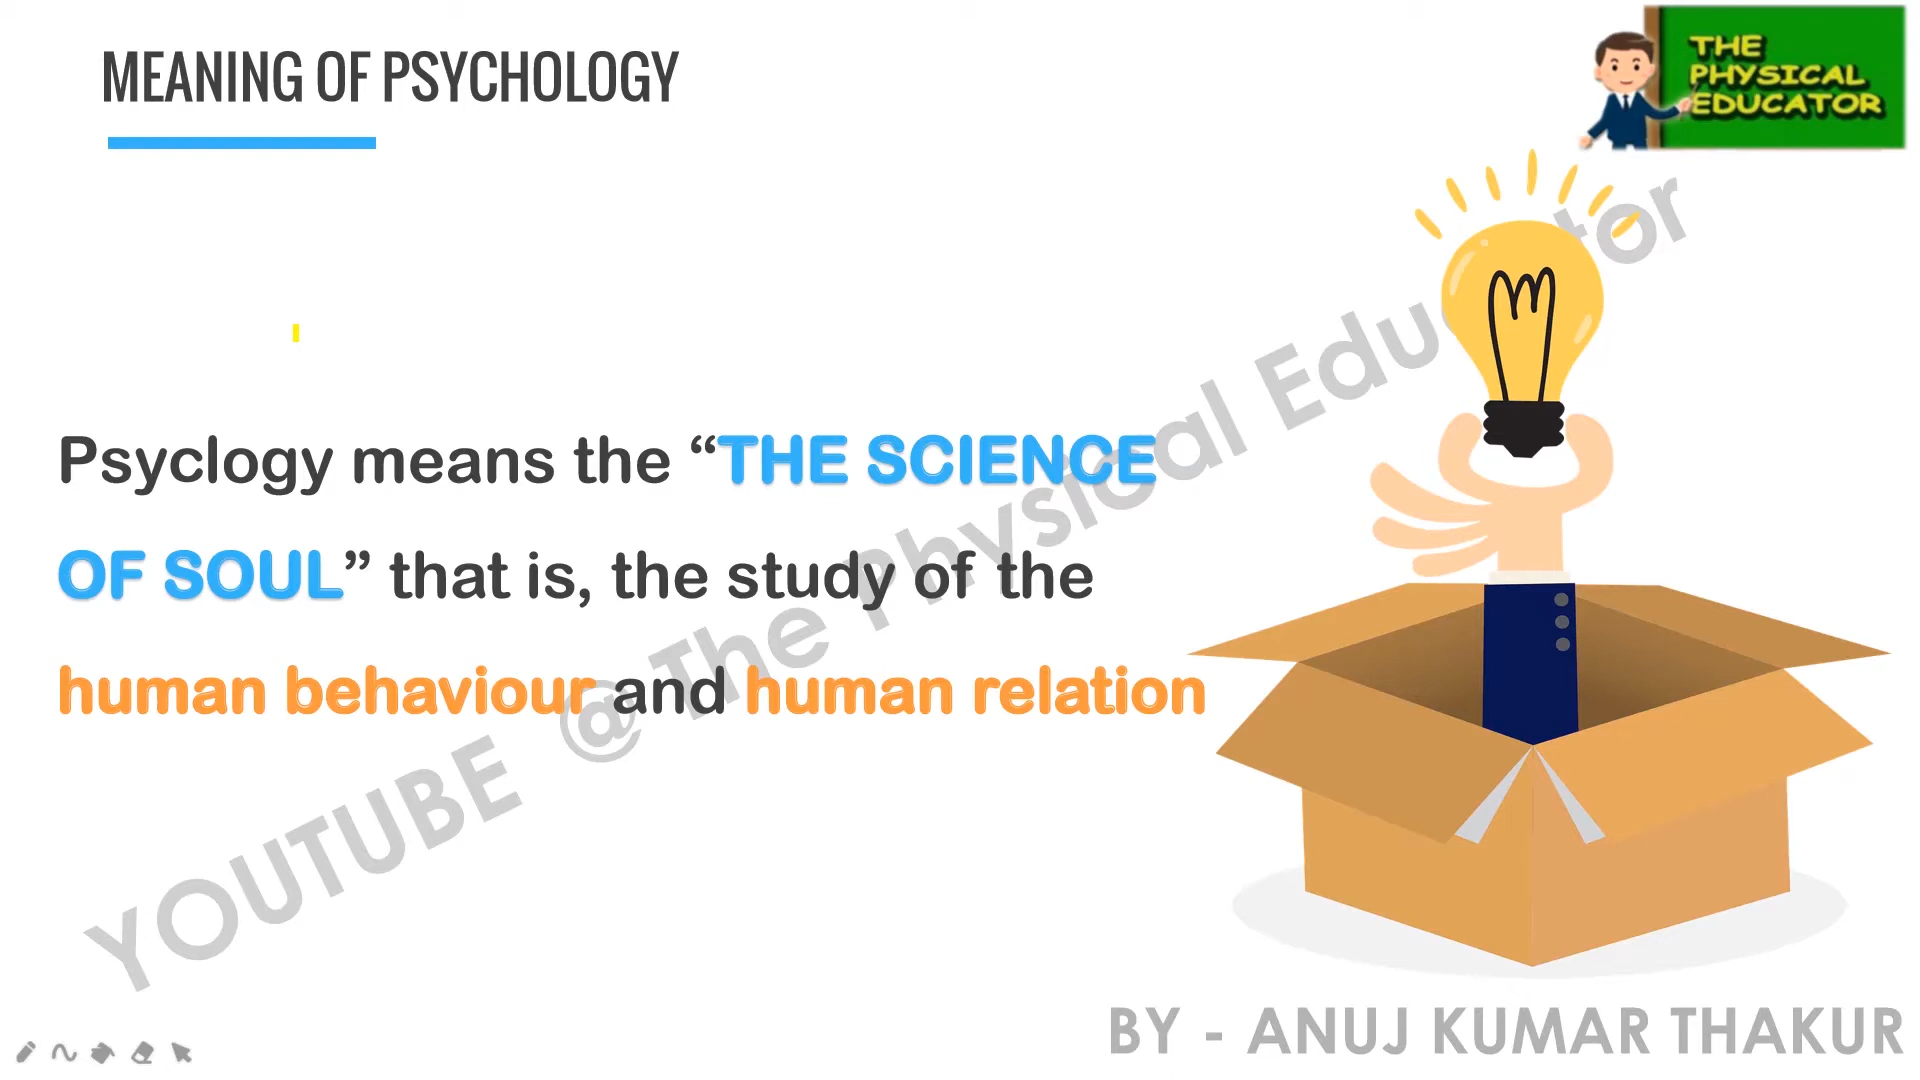 MEANING OF PSYCHOLOGY
THE
PHYSICAL
EDUCATOR
Psyclogy means the “THE SCIENCE
OF SOUL” that is, the study of the
human behaviour and human relation
YOUTUBE @ The Physical Educator
BY - ANUJ KUMAR THAKUR